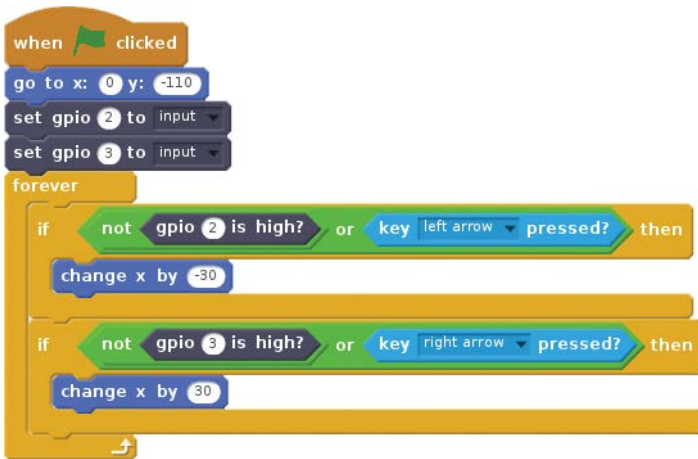 when clicked
go to x: 0 y: -110
set gpio 2 to input
set gpio 3 to input
forever
if not gpio 2 is high? or key left arrow pressed? then
change x by -30
if not gpio 3 is high? or key right arrow pressed? then
change x by 30